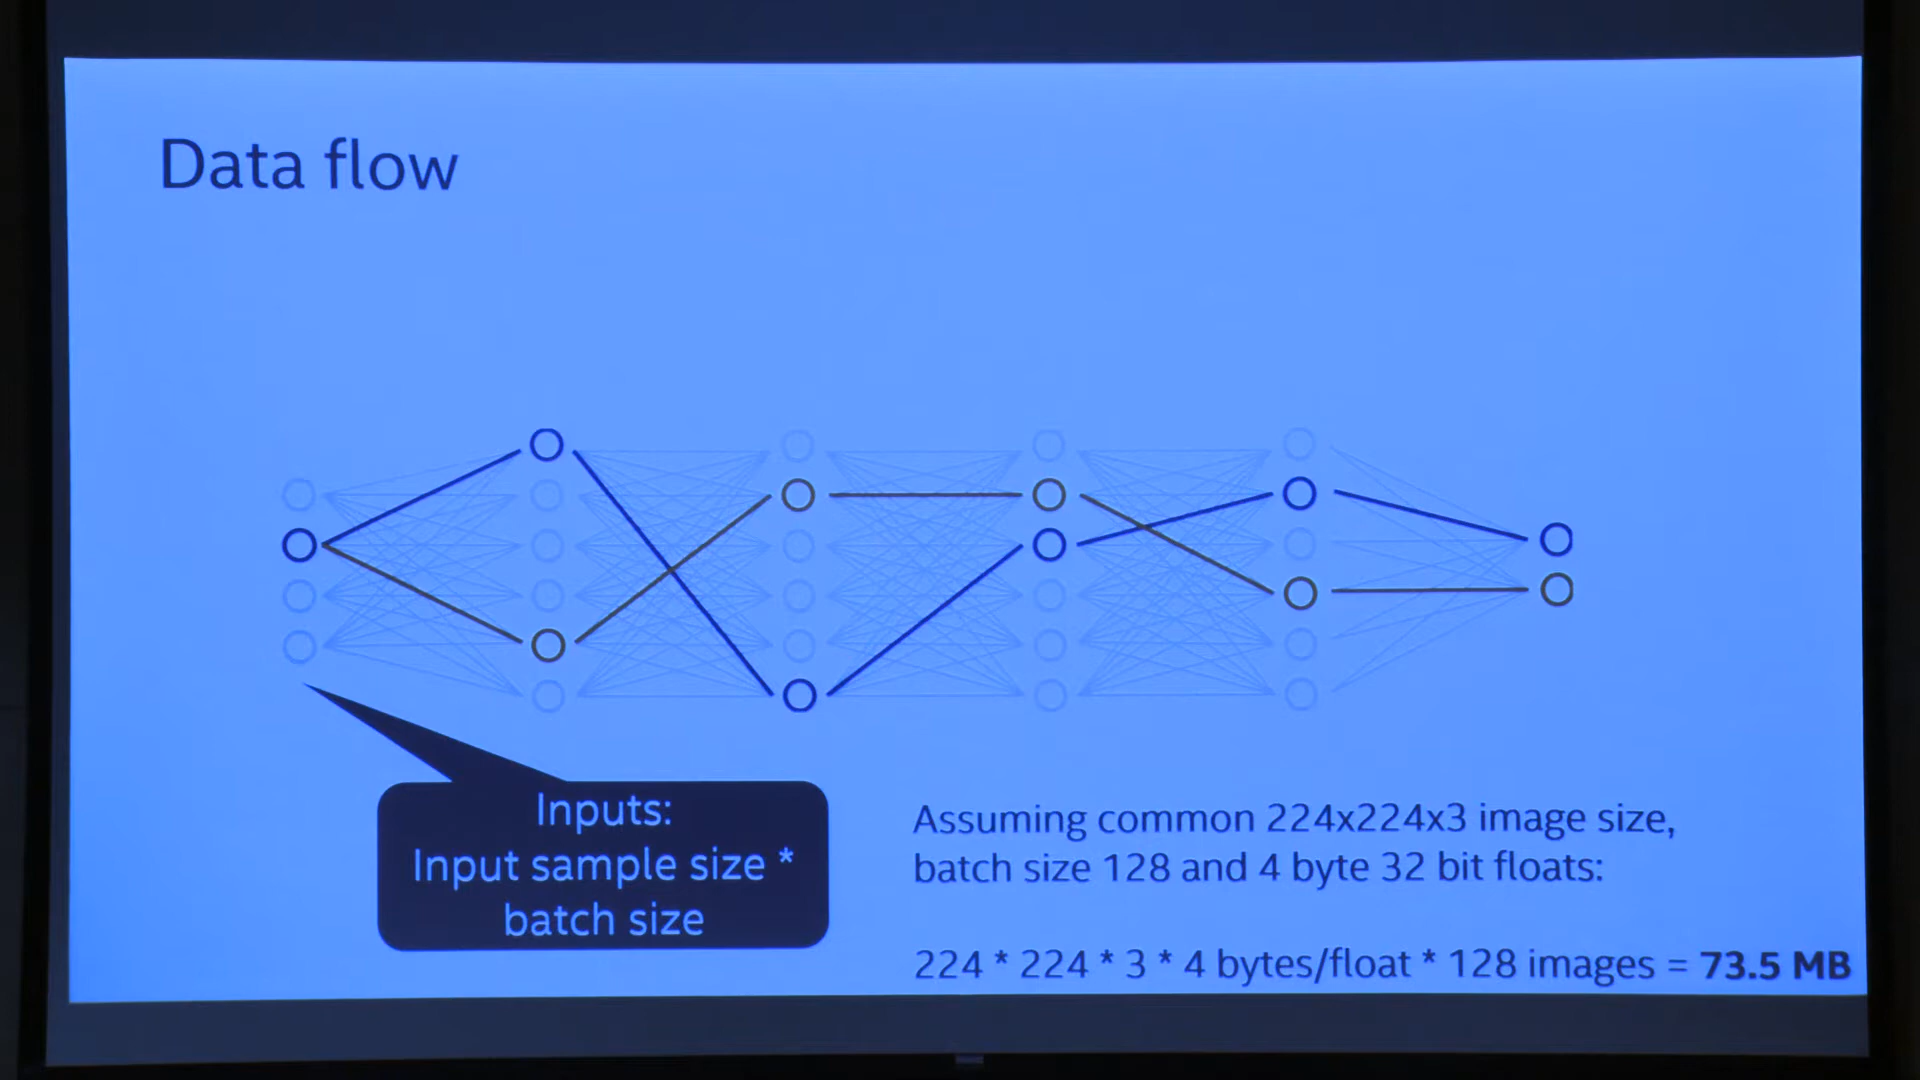 Data flow
Inputs:
Input sample size *
batch size
Assuming common 224x224x3 image size,
batch size 128 and 4 byte 32 bit floats:
224 * 224 * 3 * 4 bytes/float * 128 images = 73.5 MB